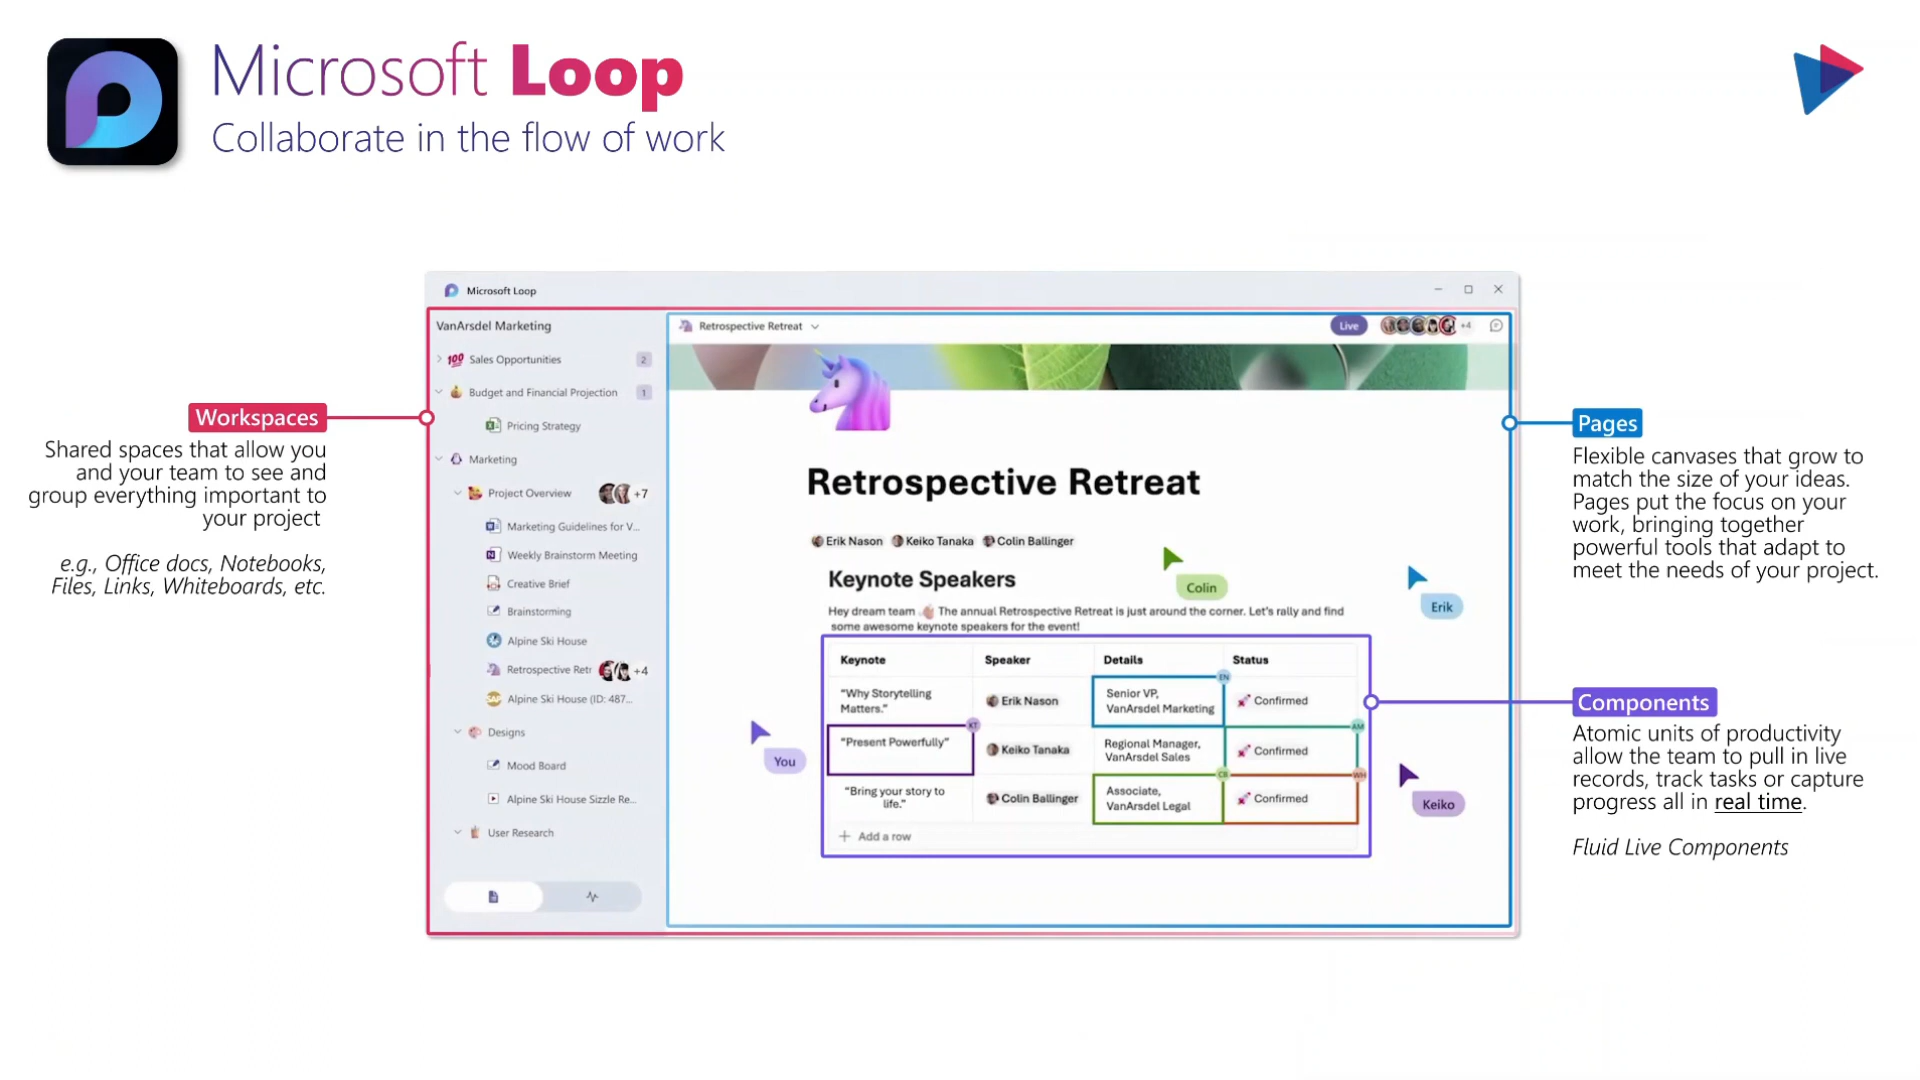 Microsoft Loop
Collaborate in the flow of work
Microsoft Loop
VanArsdel Marketing
Sales Opportunities 2
Budget and Financial Projection 1
Pricing Strategy
Marketing
Project Overview +7
Marketing Guidelines for V...
Weekly Brainstorm Meeting
Creative Brief
Brainstorming
Alpine Ski House
Retrospective Retr +4
Alpine Ski House (ID: 487...
Designs
Mood Board
Alpine Ski House Sizzle Re...
User Research
Retrospective Retreat
Live +4
Retrospective Retreat
Erik Nason Keiko Tanaka Colin Ballinger
Keynote Speakers
Hey dream team The annual Retrospective Retreat is just around the corner. Let's rally and find
some awesome keynote speakers for the event!
Keynote Speaker Details Status
EN
"Why Storytelling
Matters."
Erik Nason
Senior VP,
VanArsdel Marketing
Confirmed
KT
AM
"Present Powerfully"
Keiko Tanaka
Regional Manager,
VanArsdel Sales
Confirmed
CB
WH
"Bring your story to
life."
Colin Ballinger
Associate,
VanArsdel Legal
Confirmed
+ Add a row
Colin
Erik
You
Keiko
Workspaces
Shared spaces that allow you
and your team to see and
group everything important to
your project
e.g., Office docs, Notebooks,
Files, Links, Whiteboards, etc.
Pages
Flexible canvases that grow to
match the size of your ideas.
Pages put the focus on your
work, bringing together
powerful tools that adapt to
meet the needs of your project.
Components
Atomic units of productivity
allow the team to pull in live
records, track tasks or capture
progress all in real time.
Fluid Live Components